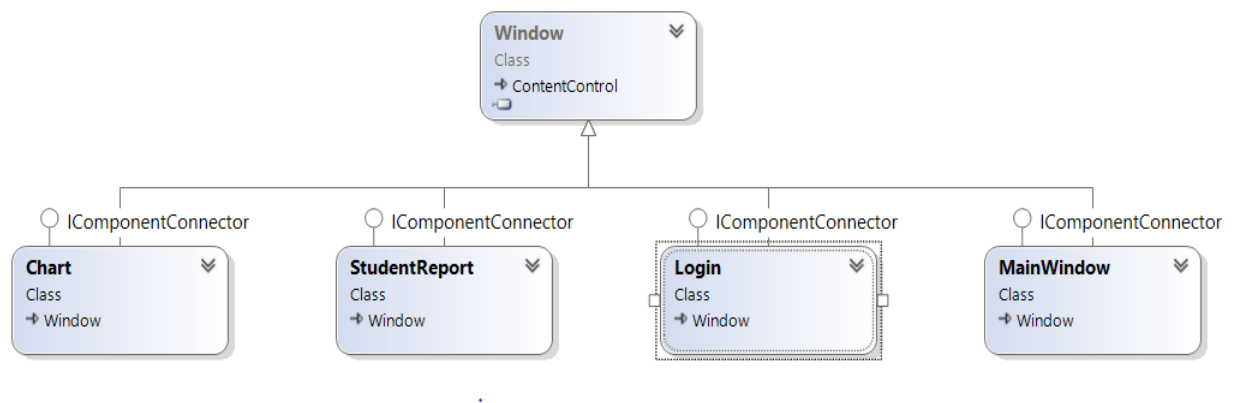 Window
Class
ContentControl
IComponentConnector
IComponentConnector
IComponentConnector
IComponentConnector
Chart
Class
Window
StudentReport
Class
Window
Login
Class
Window
MainWindow
Class
Window